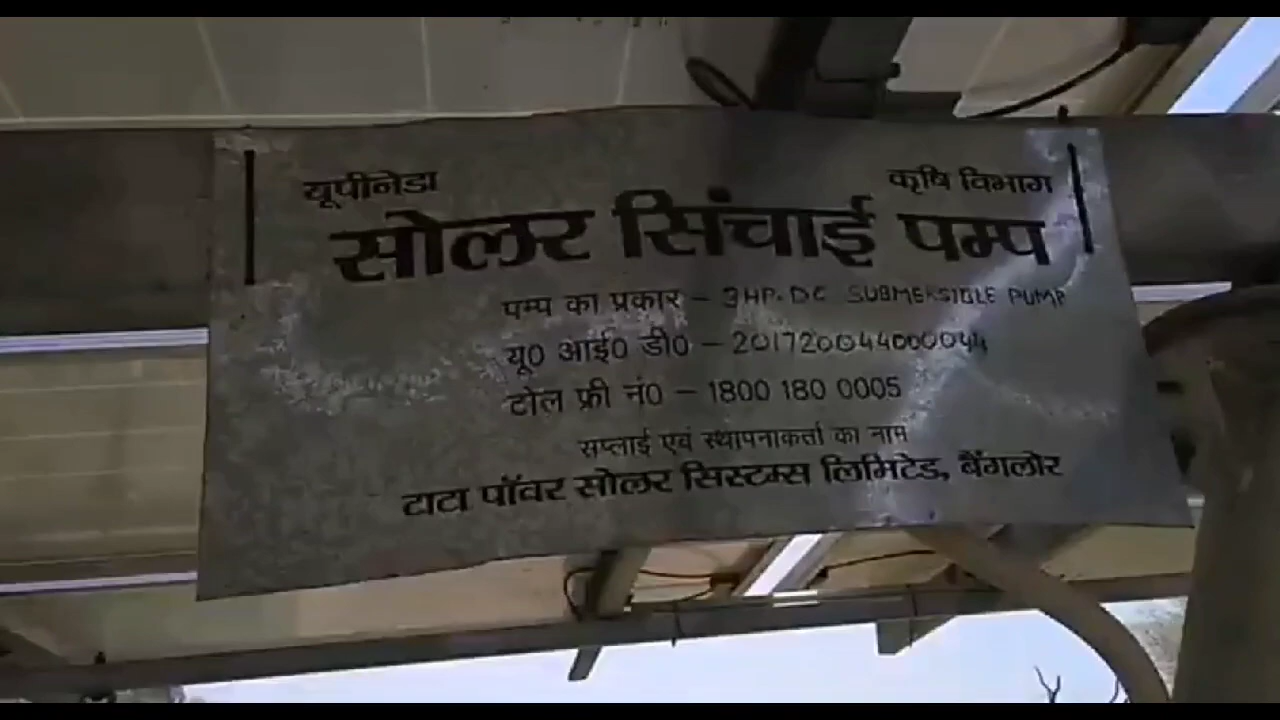 यूपीनेडा कृषि विभाग
सोलर सिंचाई पम्प
पम्प का प्रकार – 3HP. DC SUBMERSIBLE PUMP
यू0 आई0 डी0 – 201720044000044
टोल फ्री नं0 – 1800 180 0005
सप्लाई एवं स्थापनाकर्ता का नाम
टाटा पॉवर सोलर सिस्टम्स लिमिटेड, बैंगलोर